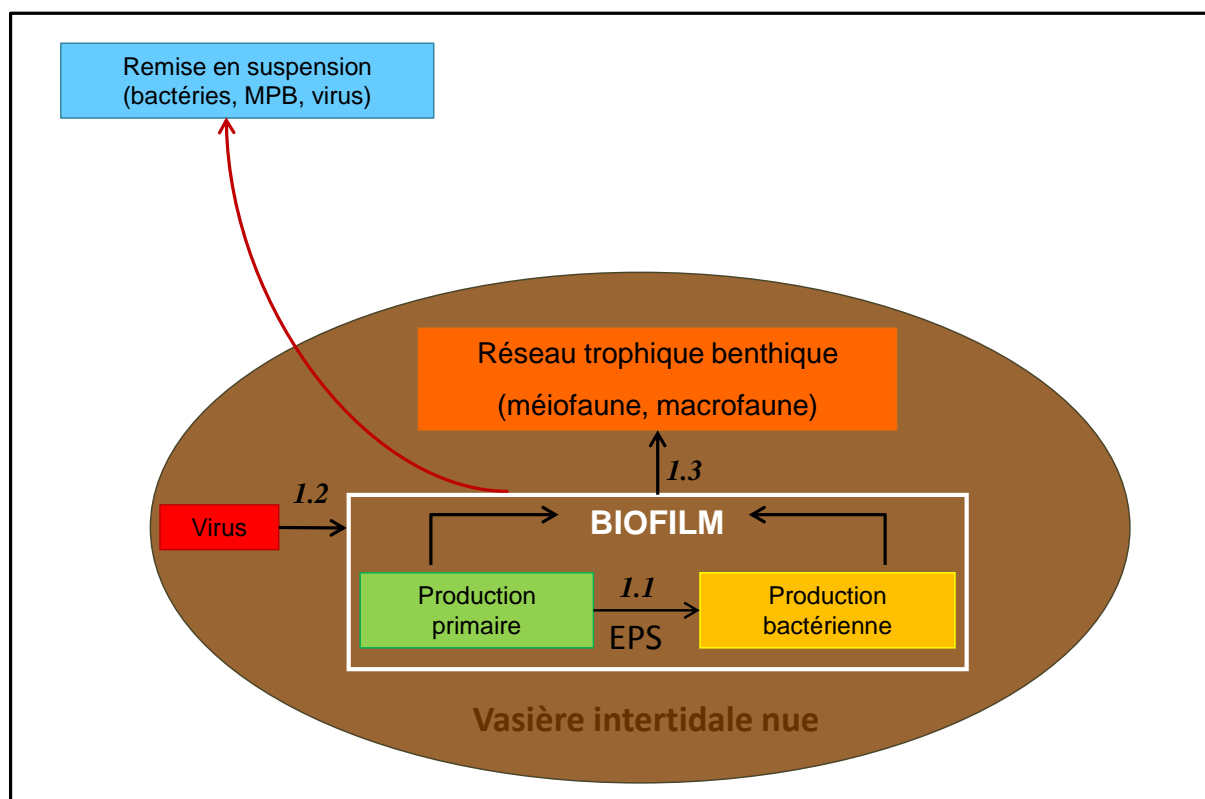 Remise en suspension
(bactéries, MPB, virus)
Réseau trophique benthique
(méiofaune, macrofaune)
1.3
1.2
Virus
BIOFILM
Production
primaire
1.1
EPS
Production
bactérienne
Vasière intertidale nue